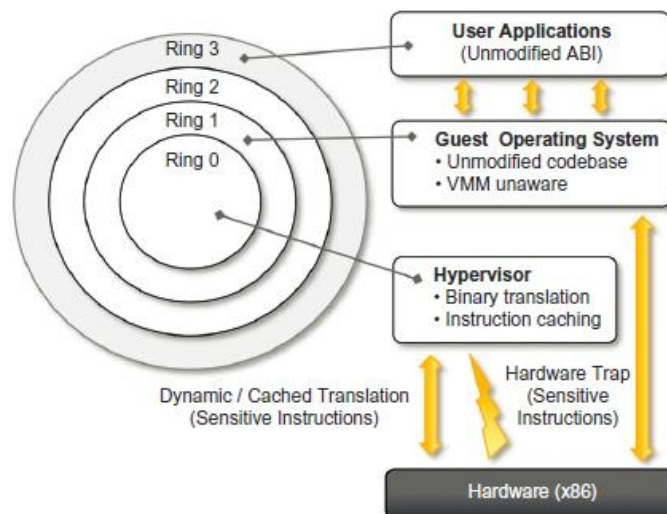 Ring 3
Ring 2
Ring 1
Ring 0
User Applications
(Unmodified ABI)
Guest Operating System
• Unmodified codebase
• VMM unaware
Hypervisor
• Binary translation
• Instruction caching
Dynamic / Cached Translation
(Sensitive Instructions)
Hardware Trap
(Sensitive
Instructions)
Hardware (x86)